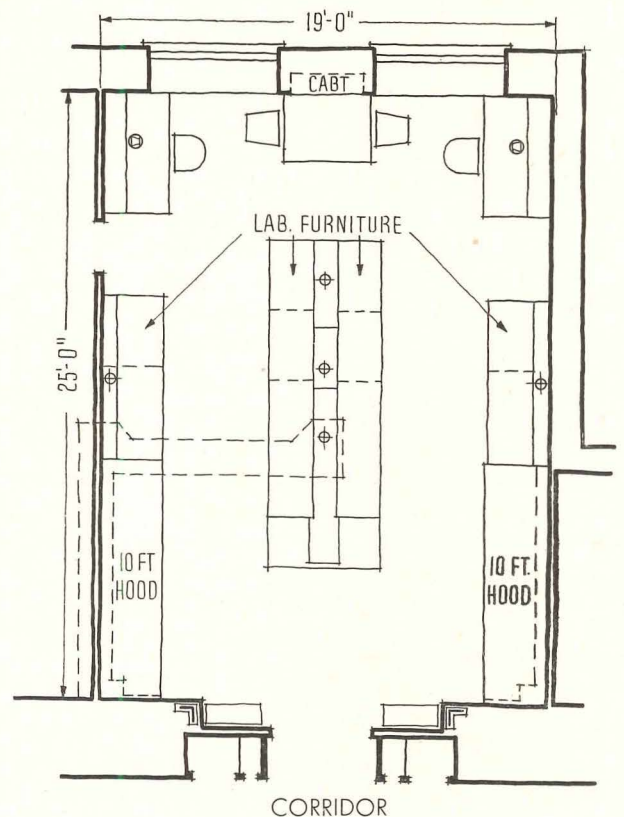 19'-0"
CABT
LAB. FURNITURE
25'-0"
10 FT.
HOOD
10 FT.
HOOD
CORRIDOR